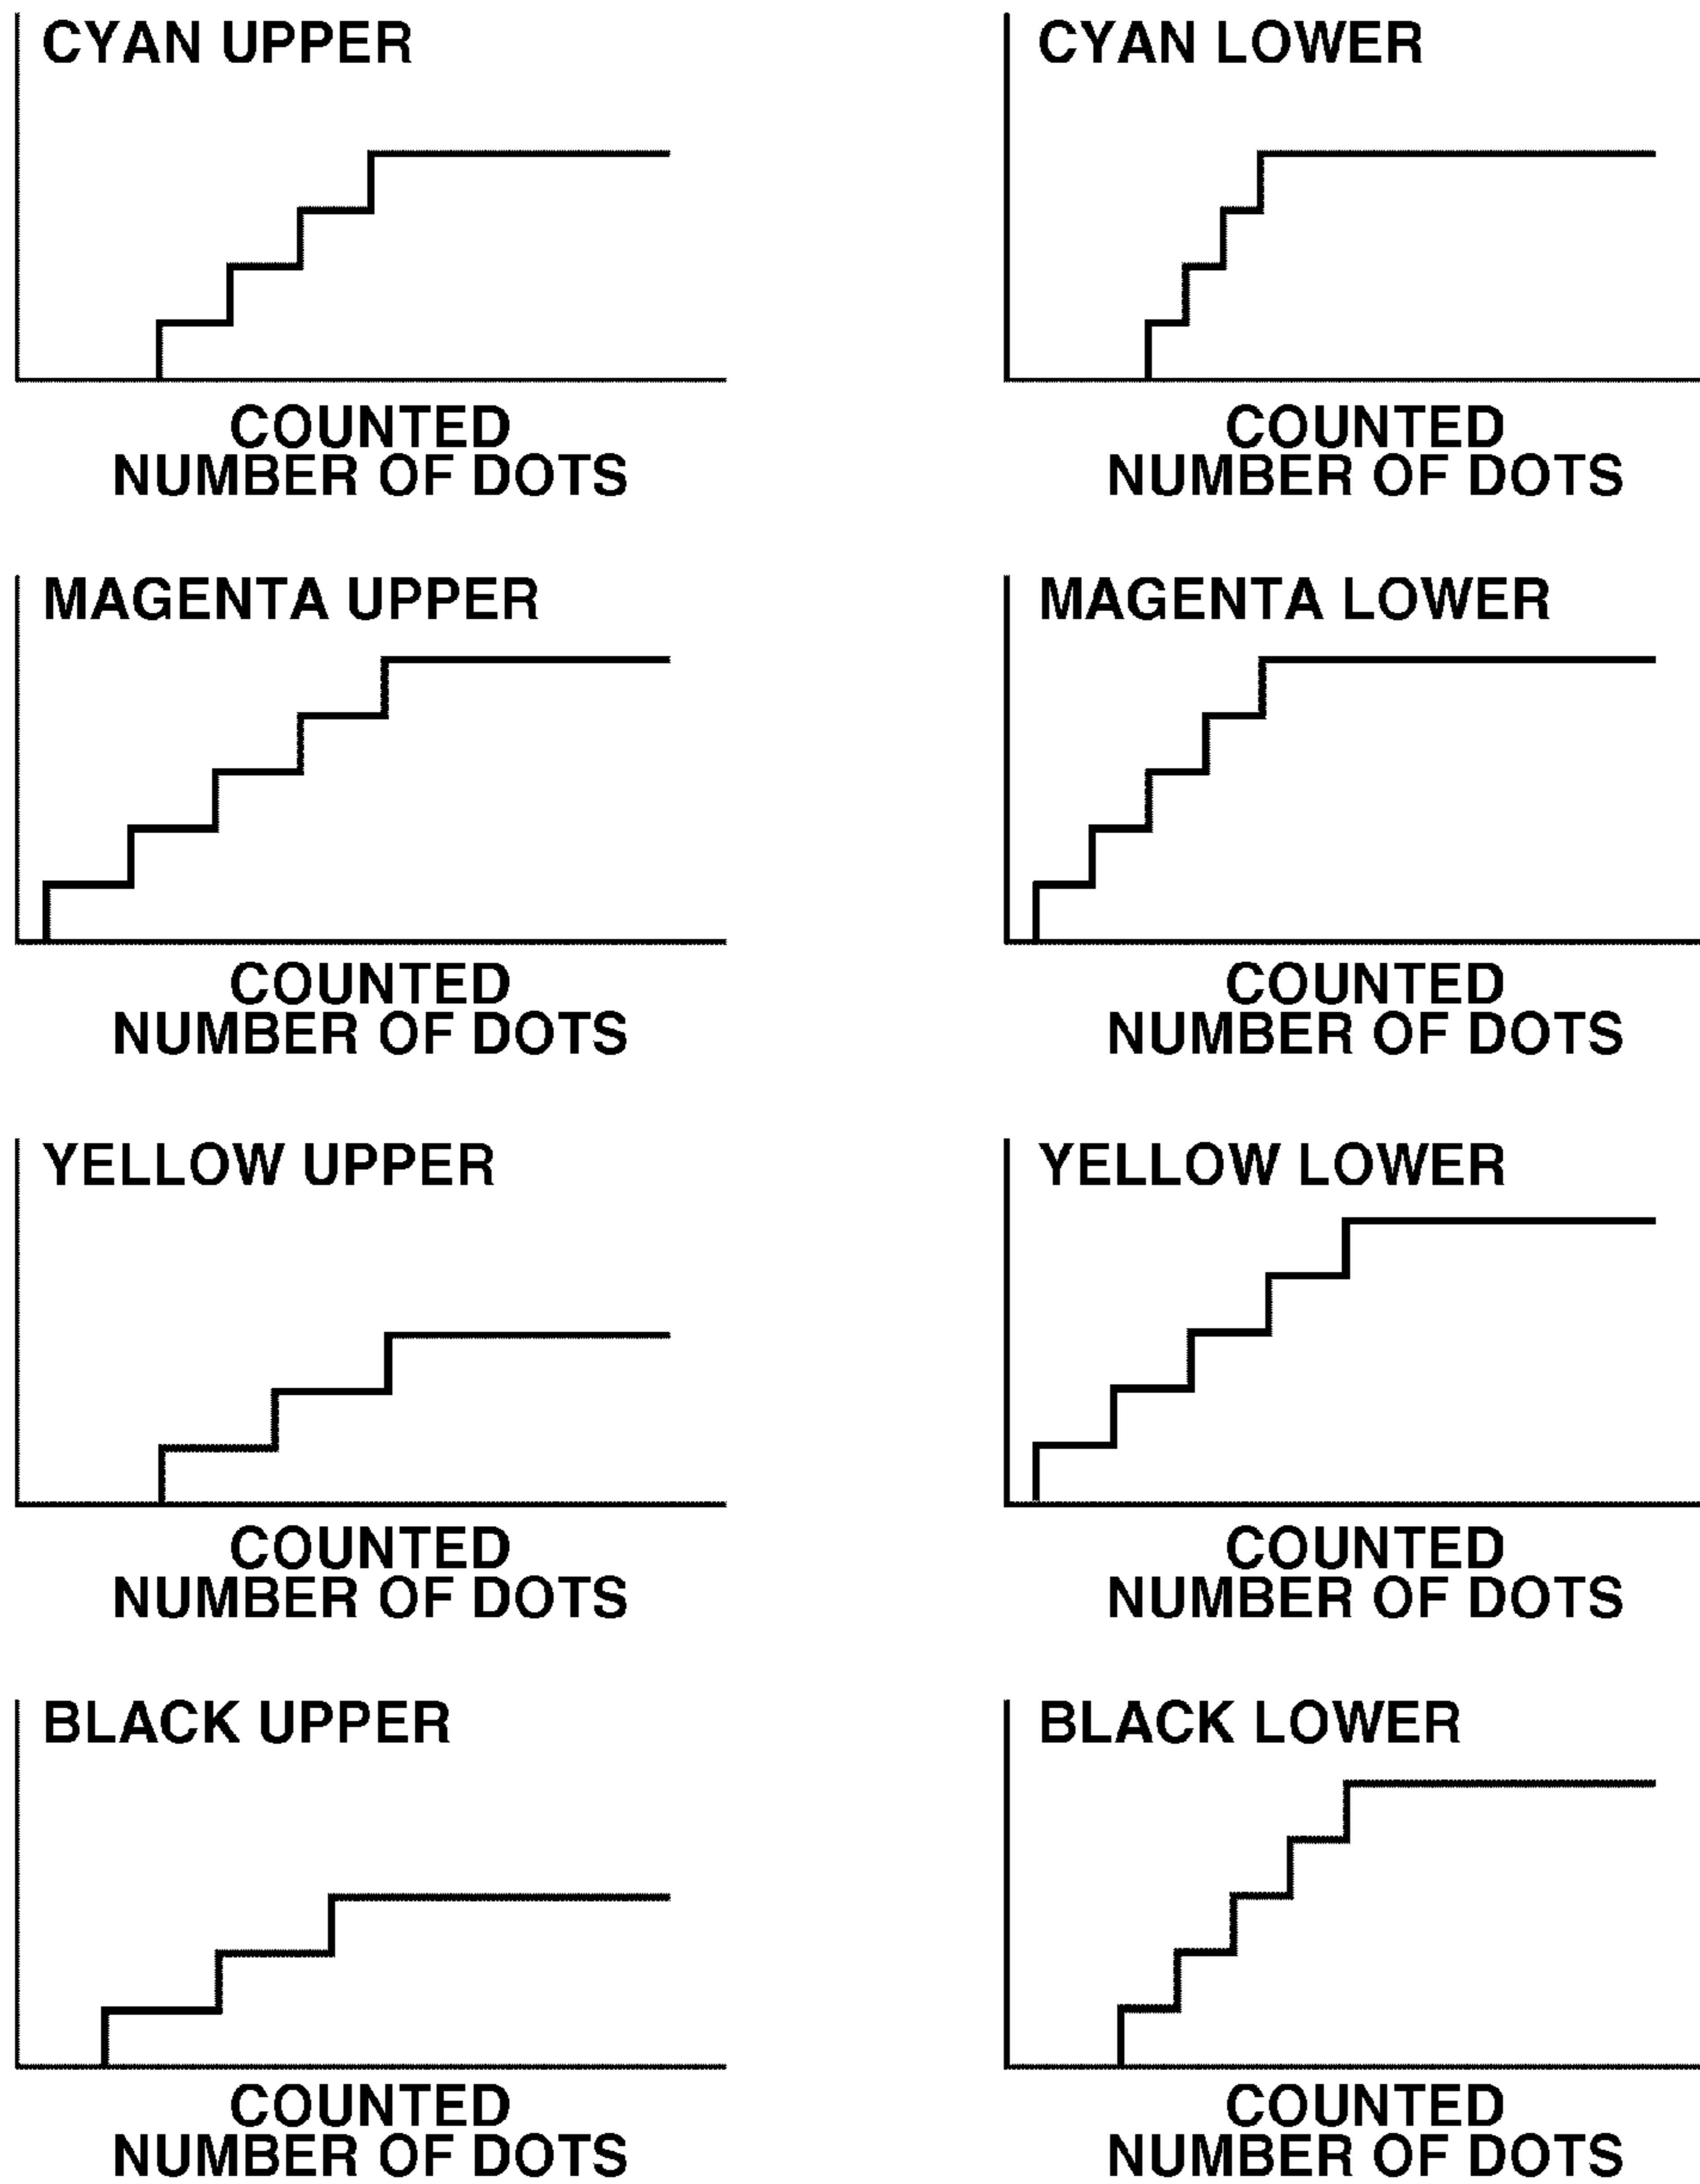 CYAN UPPER
COUNTED
NUMBER OF DOTS
CYAN LOWER
COUNTED
NUMBER OF DOTS
MAGENTA UPPER
COUNTED
NUMBER OF DOTS
MAGENTA LOWER
COUNTED
NUMBER OF DOTS
YELLOW UPPER
COUNTED
NUMBER OF DOTS
YELLOW LOWER
COUNTED
NUMBER OF DOTS
BLACK UPPER
COUNTED
NUMBER OF DOTS
BLACK LOWER
COUNTED
NUMBER OF DOTS